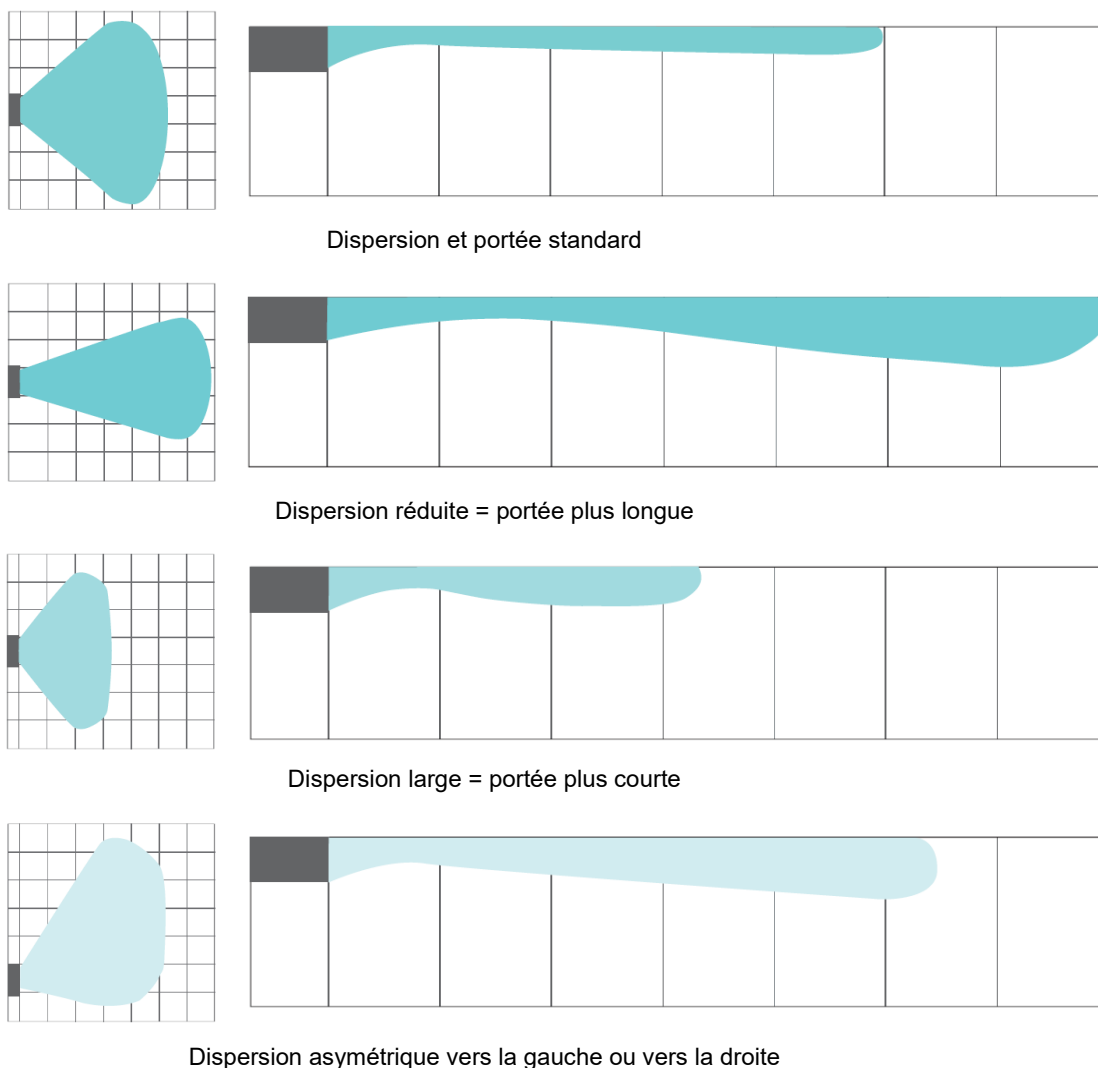 Dispersion et portée standard
Dispersion réduite = portée plus longue
Dispersion large = portée plus courte
Dispersion asymétrique vers la gauche ou vers la droite